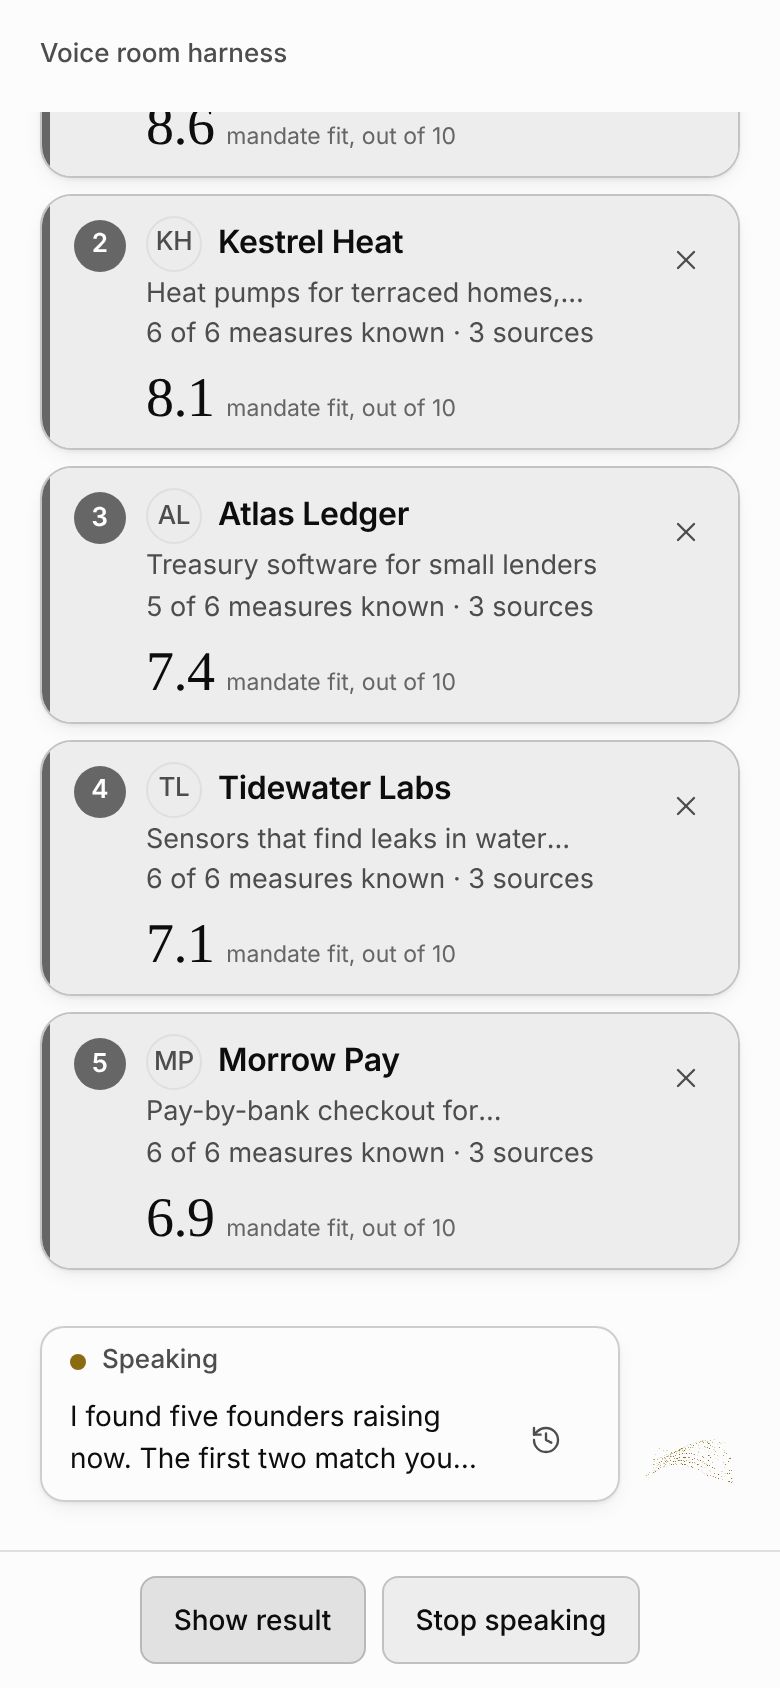 Voice room harness
8.6 mandate fit, out of 10
2 KH Kestrel Heat
Heat pumps for terraced homes,...
6 of 6 measures known · 3 sources
8.1 mandate fit, out of 10
3 AL Atlas Ledger
Treasury software for small lenders
5 of 6 measures known · 3 sources
7.4 mandate fit, out of 10
4 TL Tidewater Labs
Sensors that find leaks in water...
6 of 6 measures known · 3 sources
7.1 mandate fit, out of 10
5 MP Morrow Pay
Pay-by-bank checkout for...
6 of 6 measures known · 3 sources
6.9 mandate fit, out of 10
Speaking
I found five founders raising
now. The first two match you...
Show result Stop speaking